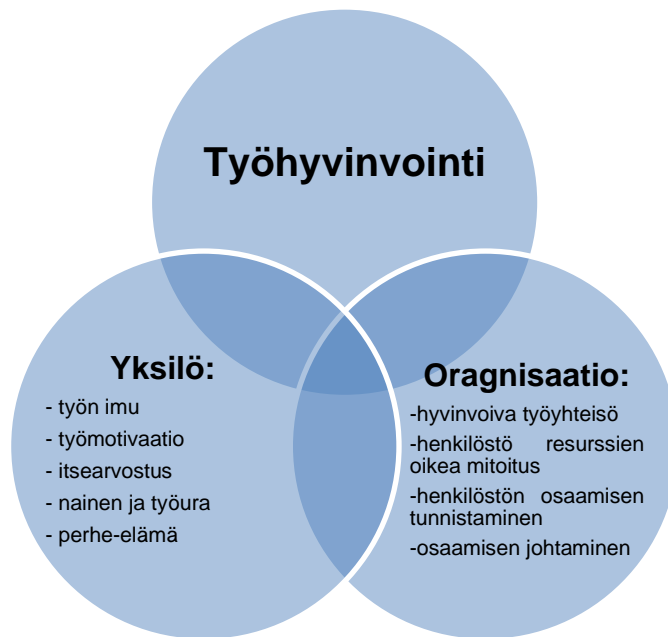 Työhyvinvointi
Yksilö:
- työn imu
- työmotivaatio
- itsearvostus
- nainen ja työura
- perhe-elämä
Oragnisaatio:
-hyvinvoiva työyhteisö
-henkilöstö resurssien
oikea mitoitus
-henkilöstön osaamisen
tunnistaminen
-osaamisen johtaminen